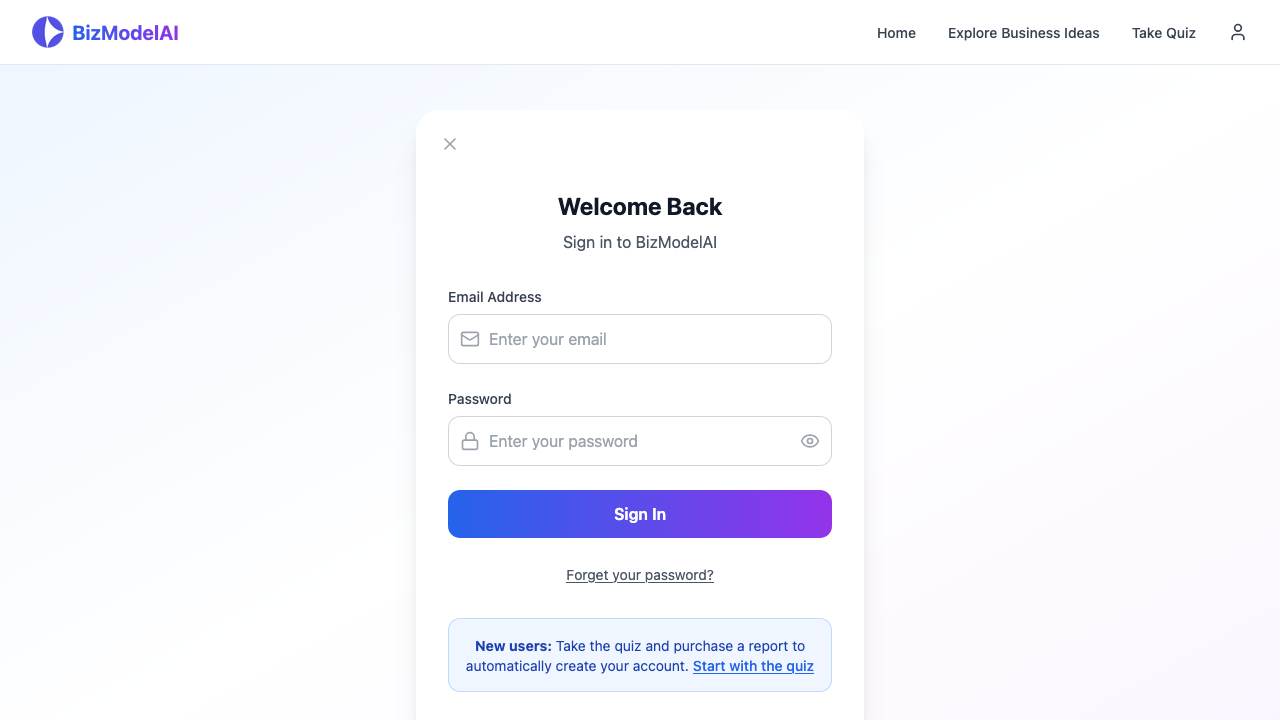 BizModelAI
Home
Explore Business Ideas
Take Quiz
Welcome Back
Sign in to BizModelAI
Email Address
Enter your email
Password
Enter your password
Sign In
Forget your password?
New users: Take the quiz and purchase a report to
automatically create your account. Start with the quiz